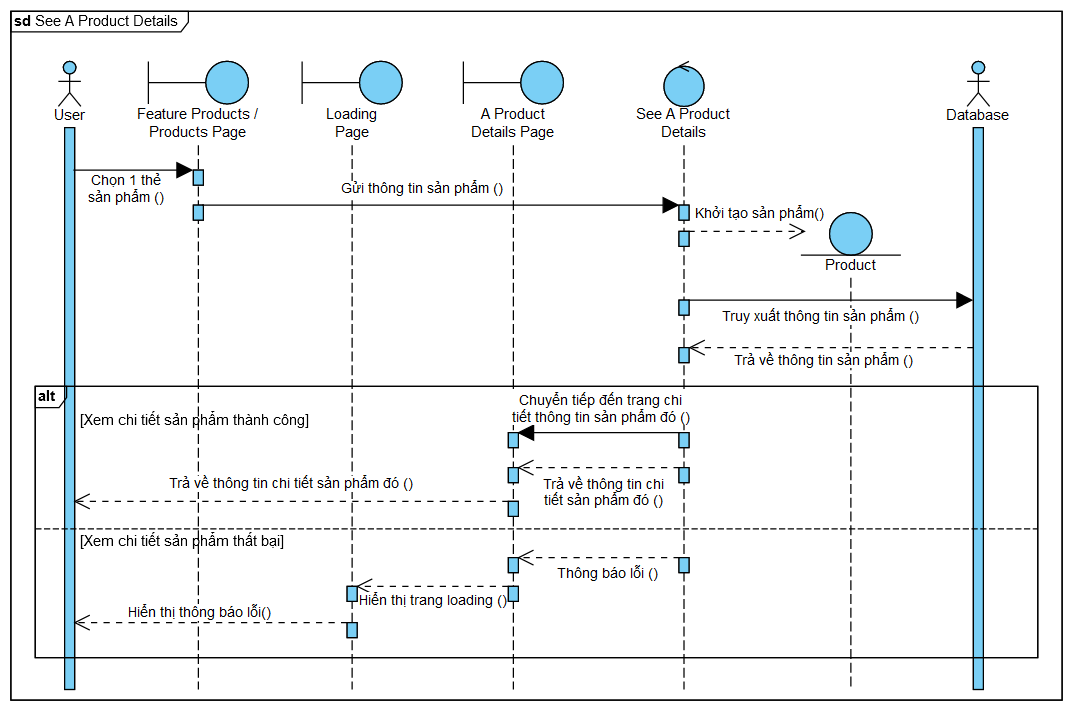 sd See A Product Details
User
Feature Products /
Products Page
Loading
Page
A Product
Details Page
See A Product
Details
Database
Chọn 1 thẻ
sản phẩm ()
Gửi thông tin sản phẩm ()
Khởi tạo sản phẩm()
Product
Truy xuất thông tin sản phẩm ()
Trả về thông tin sản phẩm ()
alt
[Xem chi tiết sản phẩm thành công]
Chuyển tiếp đến trang chi
tiết thông tin sản phẩm đó ()
Trả về thông tin chi
tiết sản phẩm đó ()
Trả về thông tin chi tiết sản phẩm đó ()
[Xem chi tiết sản phẩm thất bại]
Thông báo lỗi ()
Hiển thị trang loading ()
Hiển thị thông báo lỗi()